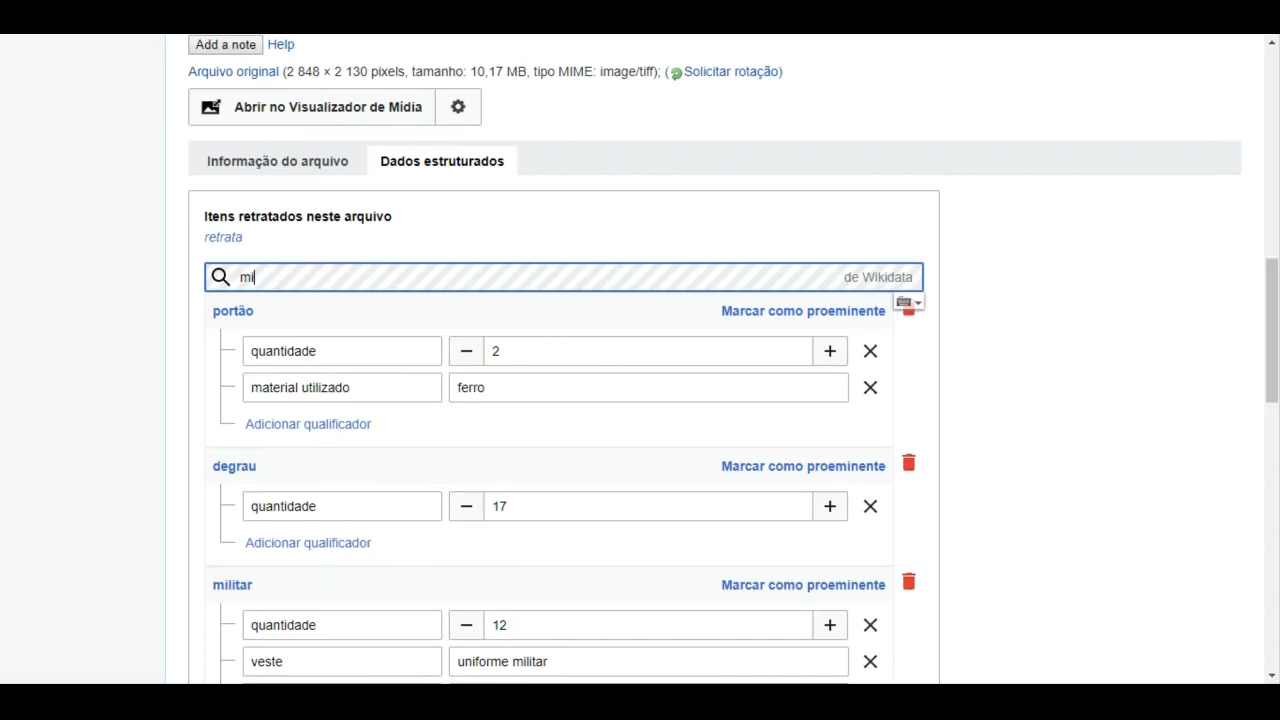 Add a note Help
Arquivo original (2 848 × 2 130 pixels, tamanho: 10,17 MB, tipo MIME: image/tiff); ( Solicitar rotação)
Abrir no Visualizador de Mídia
Informação do arquivo Dados estruturados
Itens retratados neste arquivo
retrata
mi de Wikidata
portão Marcar como proeminente
quantidade 2
material utilizado ferro
Adicionar qualificador
degrau Marcar como proeminente
quantidade 17
Adicionar qualificador
militar Marcar como proeminente
quantidade 12
veste uniforme militar